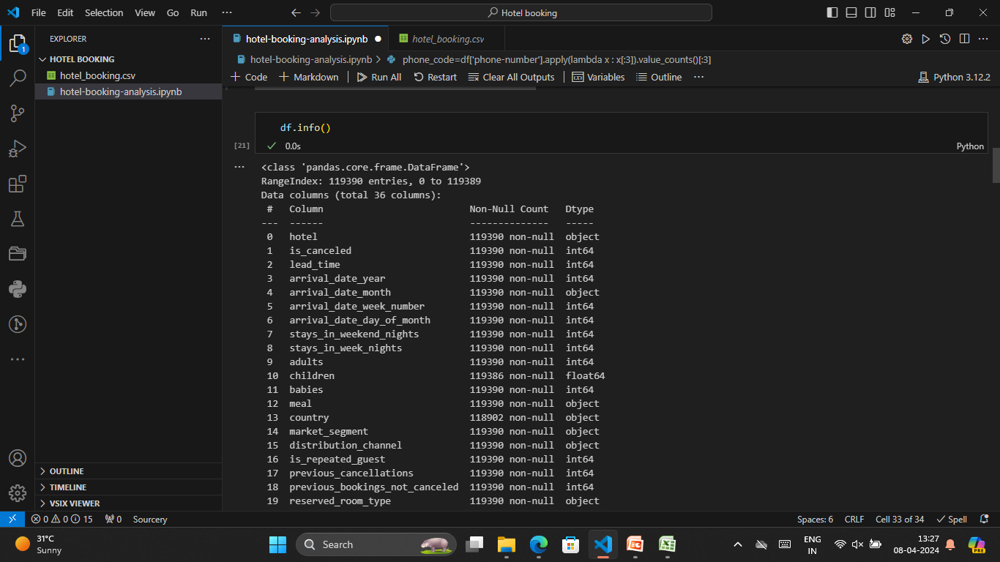 File Edit Selection View Go Run ··· Hotel booking
EXPLORER ···
HOTEL BOOKING
hotel_booking.csv
hotel-booking-analysis.ipynb
OUTLINE
TIMELINE
VSIX VIEWER
1
hotel-booking-analysis.ipynb hotel_booking.csv
hotel-booking-analysis.ipynb > phone_code=df['phone-number'].apply(lambda x : x[:3]).value_counts()[:3]
+ Code + Markdown Run All Restart Clear All Outputs Variables Outline ··· Python 3.12.2
df.info()
[21] 0.0s Python
<class 'pandas.core.frame.DataFrame'>
RangeIndex: 119390 entries, 0 to 119389
Data columns (total 36 columns):
# Column Non-Null Count Dtype
--- ------ -------------- -----
0 hotel 119390 non-null object
1 is_canceled 119390 non-null int64
2 lead_time 119390 non-null int64
3 arrival_date_year 119390 non-null int64
4 arrival_date_month 119390 non-null object
5 arrival_date_week_number 119390 non-null int64
6 arrival_date_day_of_month 119390 non-null int64
7 stays_in_weekend_nights 119390 non-null int64
8 stays_in_week_nights 119390 non-null int64
9 adults 119390 non-null int64
10 children 119386 non-null float64
11 babies 119390 non-null int64
12 meal 119390 non-null object
13 country 118902 non-null object
14 market_segment 119390 non-null object
15 distribution_channel 119390 non-null object
16 is_repeated_guest 119390 non-null int64
17 previous_cancellations 119390 non-null int64
18 previous_bookings_not_canceled 119390 non-null int64
19 reserved_room_type 119390 non-null object
0 0 15 0 Sourcery Spaces: 6 CRLF Cell 33 of 34 Spell
31°C
Sunny
Search
ENG
IN
13:27
08-04-2024
PRE